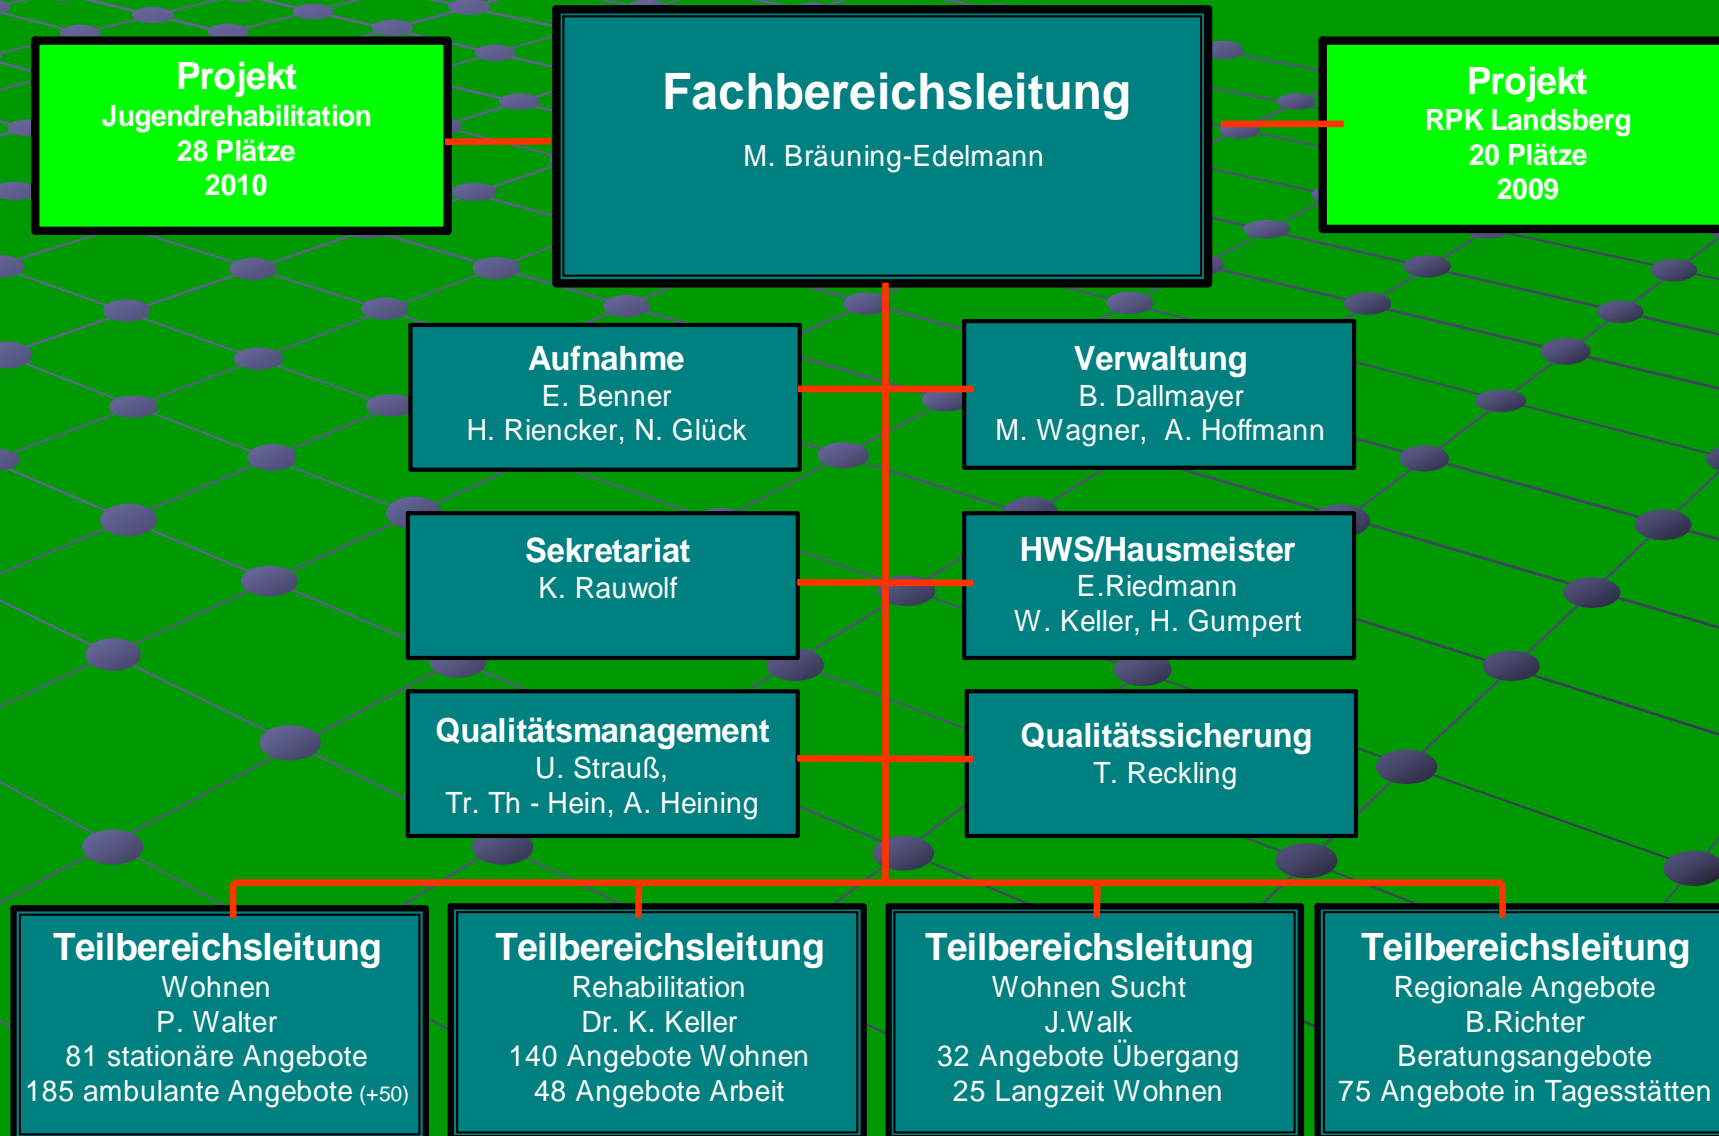 Projekt
Jugendrehabilitation
28 Plätze
2010
Fachbereichsleitung
M. Bräuning-Edelmann
Projekt
RPK Landsberg
20 Plätze
2009
Aufnahme
E. Benner
H. Riencker, N. Glück
Verwaltung
B. Dallmayer
M. Wagner, A. Hoffmann
Sekretariat
K. Rauwolf
HWS/Hausmeister
E.Riedmann
W. Keller, H. Gumpert
Qualitätsmanagement
U. Strauß,
Tr. Th - Hein, A. Heining
Qualitätssicherung
T. Reckling
Teilbereichsleitung
Wohnen
P. Walter
81 stationäre Angebote
185 ambulante Angebote (+50)
Teilbereichsleitung
Rehabilitation
Dr. K. Keller
140 Angebote Wohnen
48 Angebote Arbeit
Teilbereichsleitung
Wohnen Sucht
J.Walk
32 Angebote Übergang
25 Langzeit Wohnen
Teilbereichsleitung
Regionale Angebote
B.Richter
Beratungsangebote
75 Angebote in Tagesstätten